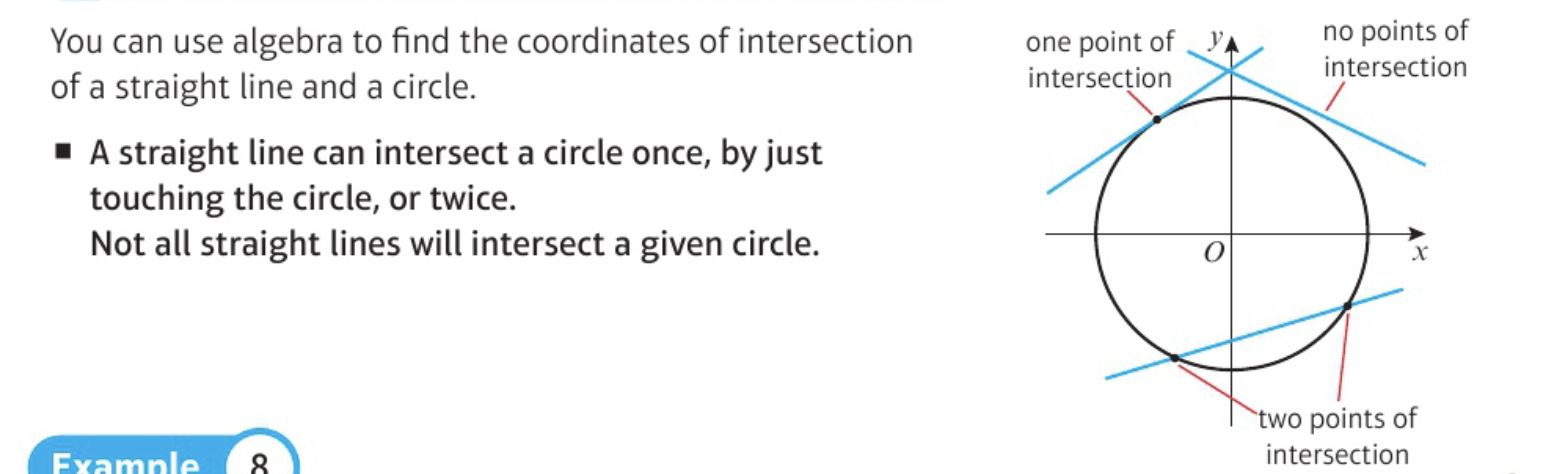 You can use algebra to find the coordinates of intersection
of a straight line and a circle.
■ A straight line can intersect a circle once, by just
touching the circle, or twice.
Not all straight lines will intersect a given circle.
one point of
intersection
y
no points of
intersection
O
x
two points of
intersection
Example 8